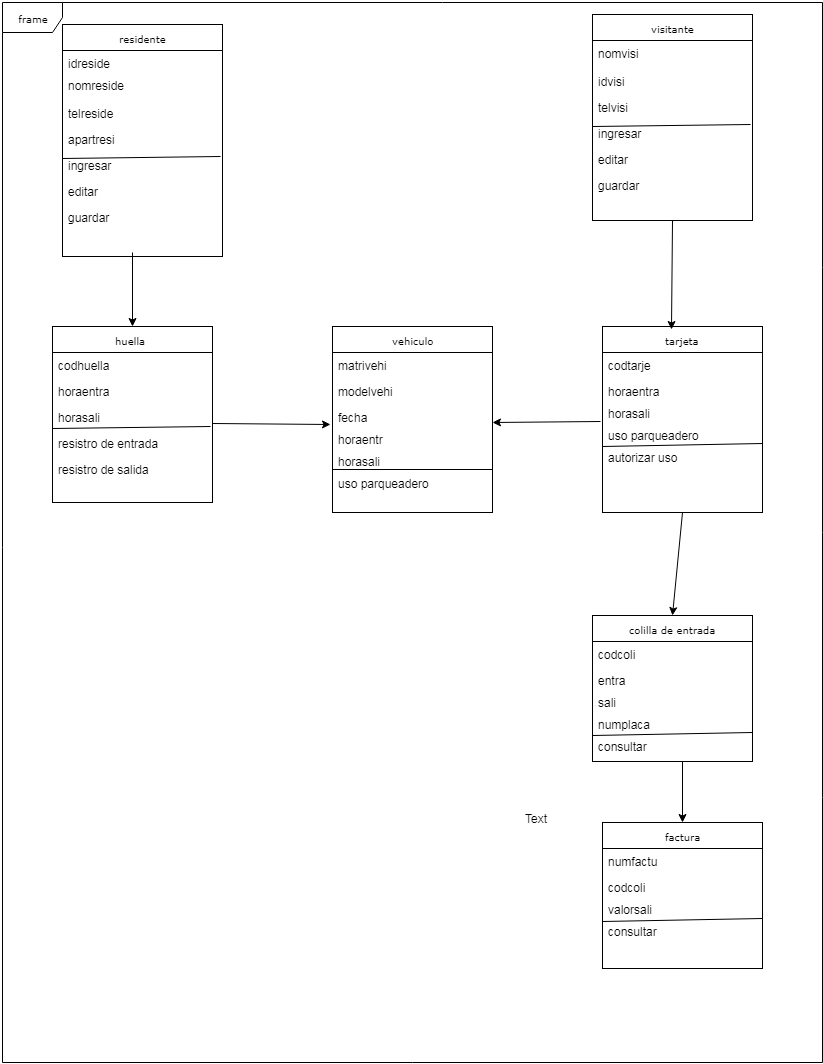 frame
residente
idreside
nomreside
telreside
apartresi
ingresar
editar
guardar
visitante
nomvisi
idvisi
telvisi
ingresar
editar
guardar
huella
codhuella
horaentra
horasali
resistro de entrada
resistro de salida
vehiculo
matrivehi
modelvehi
fecha
horaentr
horasali
uso parqueadero
tarjeta
codtarje
horaentra
horasali
uso parqueadero
autorizar uso
colilla de entrada
codcoli
entra
sali
numplaca
consultar
Text
factura
numfactu
codcoli
valorsali
consultar